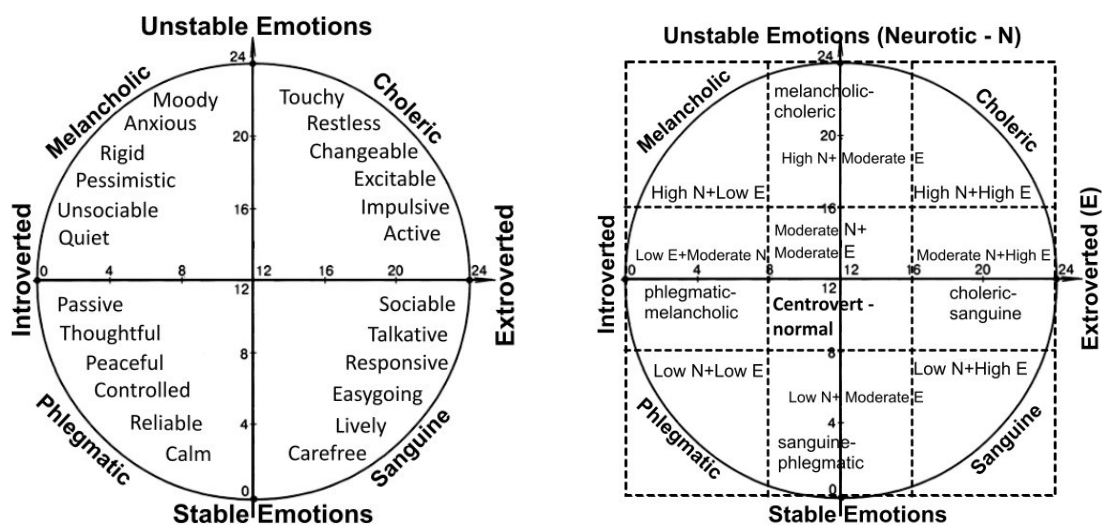 Unstable Emotions
24
Melancholic
Choleric
Moody
Touchy
Anxious
20
Restless
Rigid
Changeable
Pessimistic
Excitable
Unsociable
16
Impulsive
Quiet
Active
Introverted
0 4 8 12 16 20 24
Extroverted
12
Passive
Sociable
Thoughtful
Talkative
8
Peaceful
Responsive
Controlled
Easygoing
4
Reliable
Lively
Calm
Carefree
Phlegmatic
Sanguine
0
Stable Emotions
Unstable Emotions (Neurotic - N)
24
Melancholic
melancholic-
choleric
Choleric
20
High N+ Moderate E
High N+Low E
High N+High E
16
Moderate N+
Moderate E
Low E+Moderate N
Moderate N+High E
Introverted
0 4 8 12 16 20 24
Extroverted (E)
12
phlegmatic-
melancholic
Centrovert -
normal
choleric-
sanguine
8
Low N+Low E
Low N+High E
Low N+ Moderate E
4
sanguine-
phlegmatic
Phlegmatic
Sanguine
0
Stable Emotions